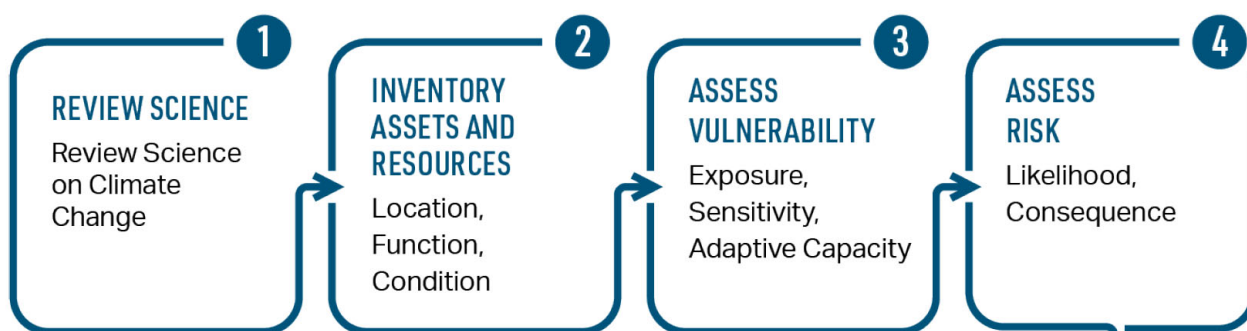 1
REVIEW SCIENCE
Review Science
on Climate
Change
2
INVENTORY
ASSETS AND
RESOURCES
Location,
Function,
Condition
3
ASSESS
VULNERABILITY
Exposure,
Sensitivity,
Adaptive Capacity
4
ASSESS
RISK
Likelihood,
Consequence